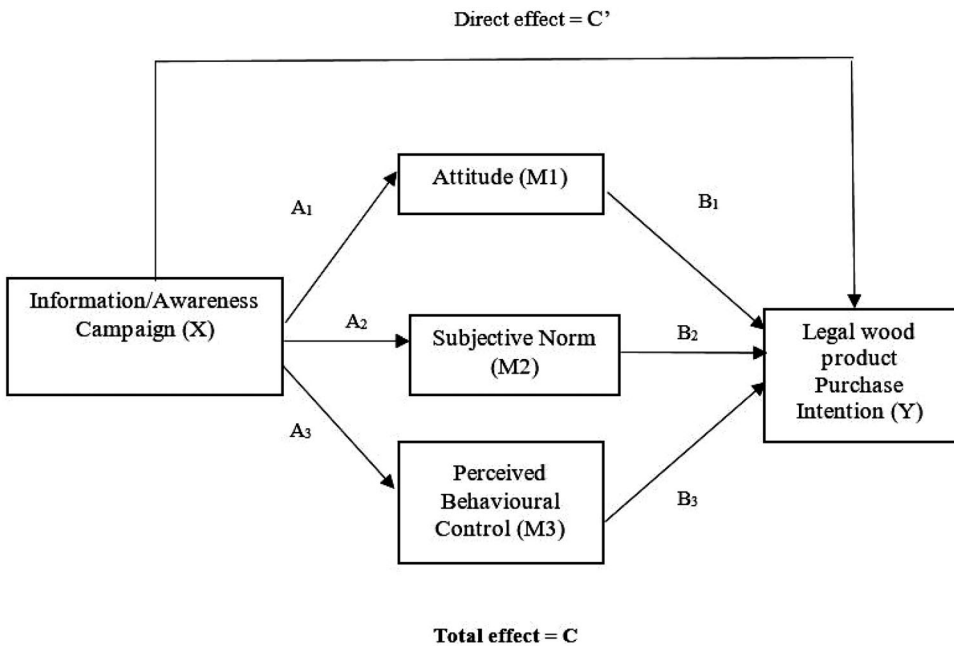 Direct effect = C’
Attitude (M1)
A₁
B₁
Information/Awareness
Campaign (X)
A₂
Subjective Norm
(M2)
B₂
Legal wood
product
Purchase
Intention (Y)
A₃
Perceived
Behavioural
Control (M3)
B₃
Total effect = C